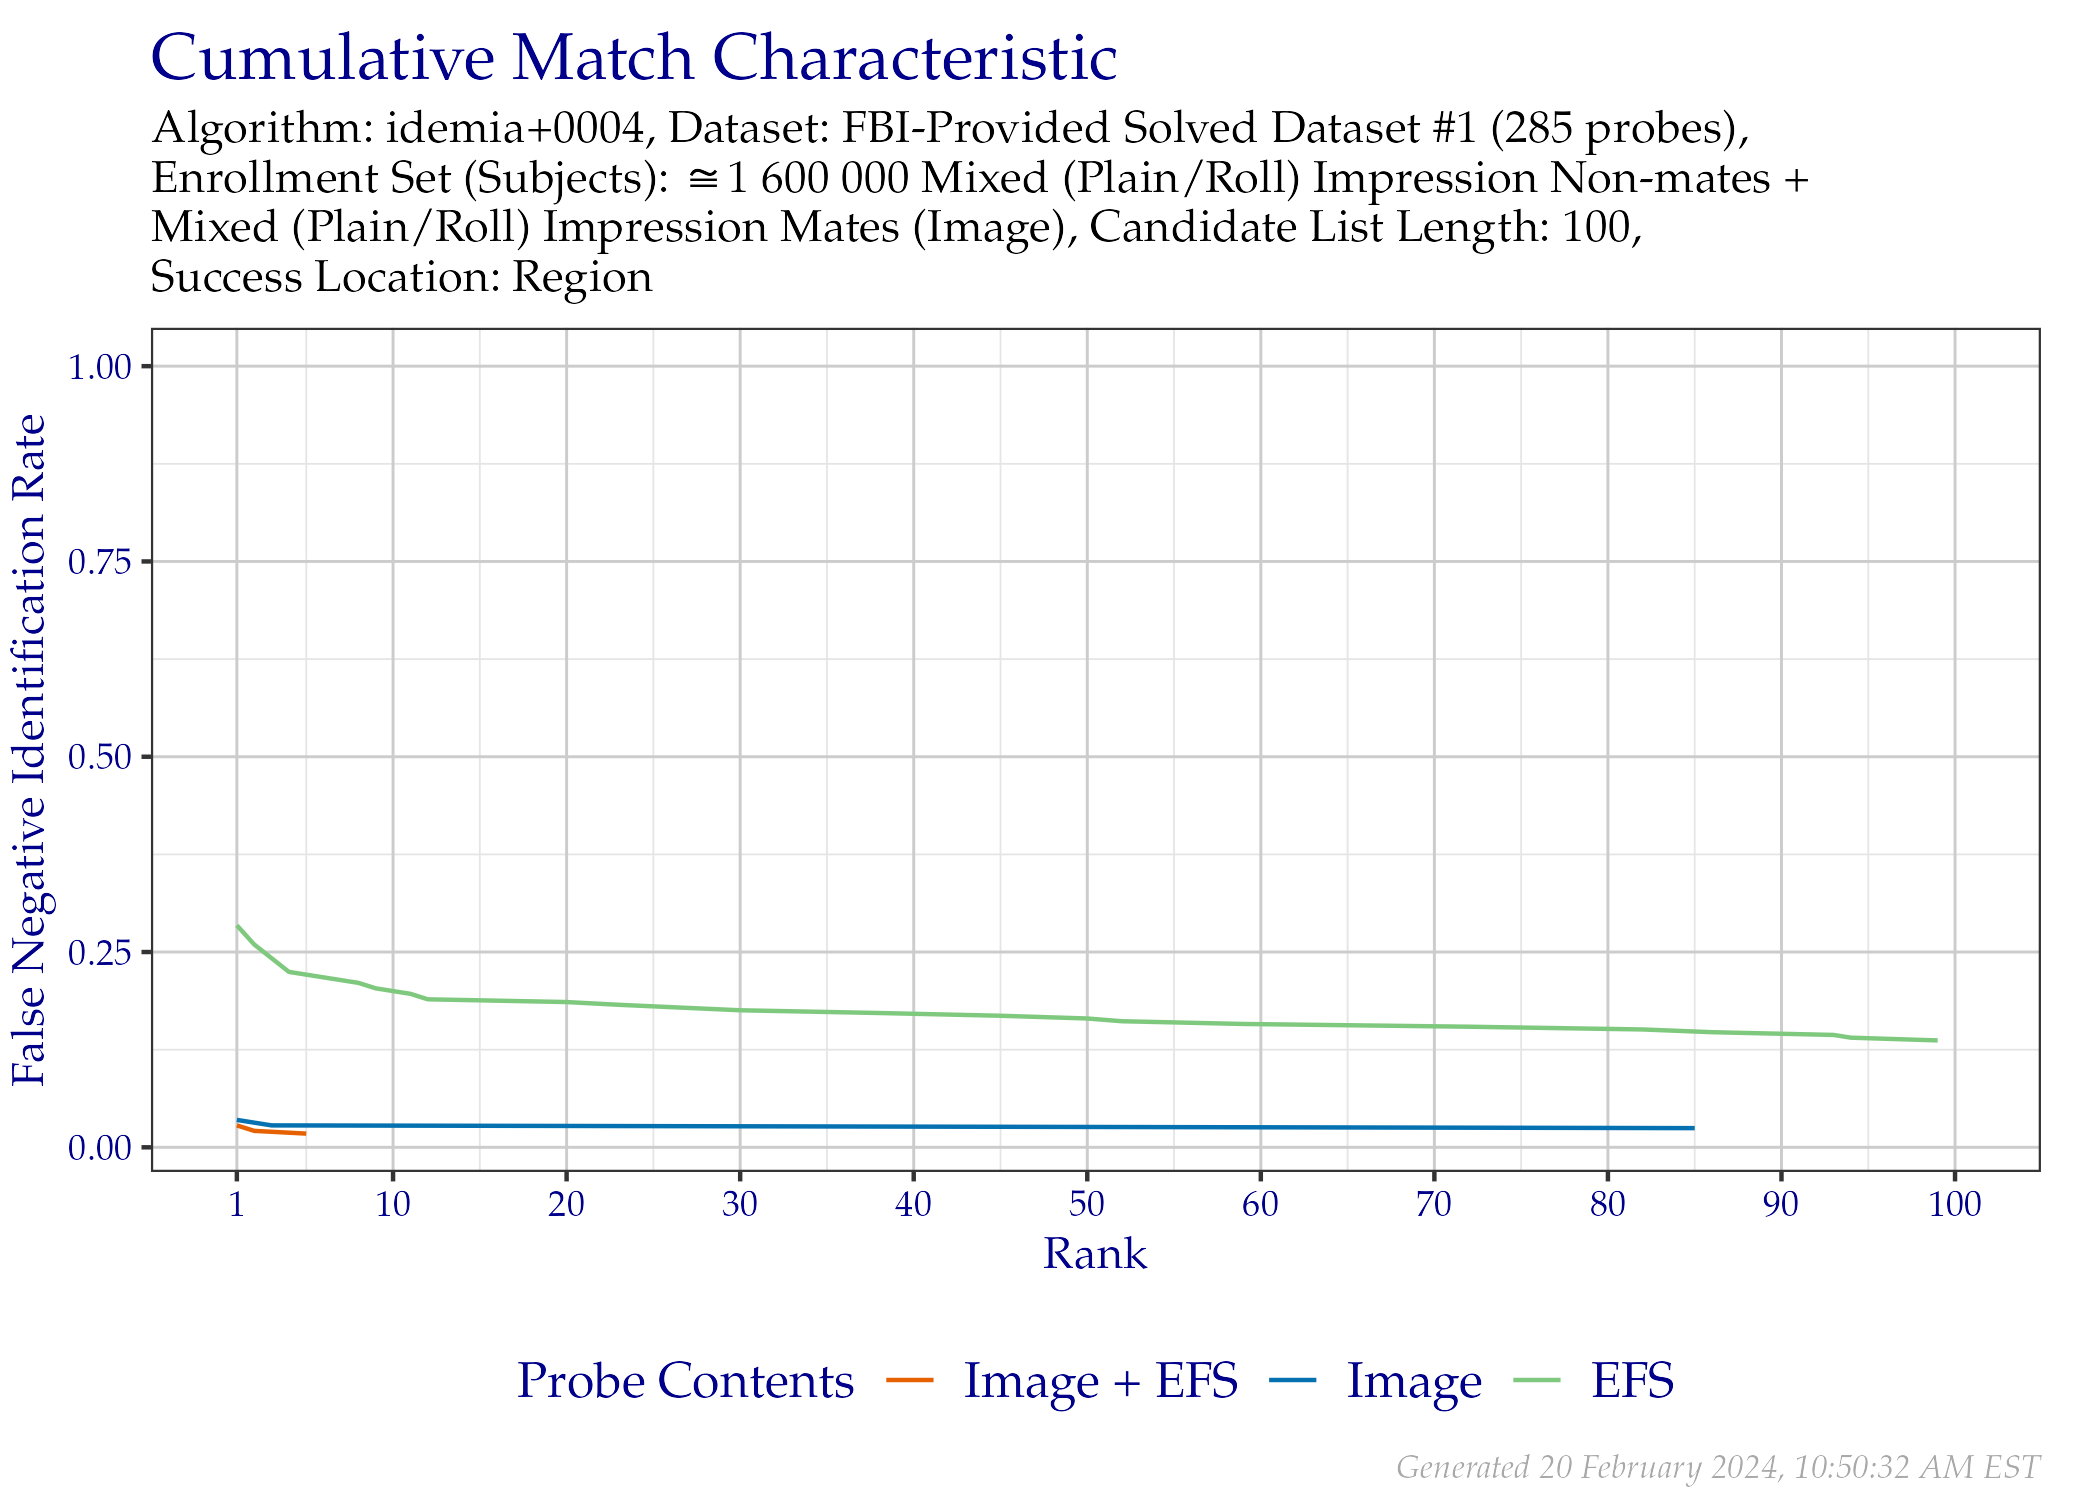 Cumulative Match Characteristic
Algorithm: idemia+0004, Dataset: FBI-Provided Solved Dataset #1 (285 probes),
Enrollment Set (Subjects): ≅ 1 600 000 Mixed (Plain/Roll) Impression Non-mates +
Mixed (Plain/Roll) Impression Mates (Image), Candidate List Length: 100,
Success Location: Region
False Negative Identification Rate
1.00
0.75
0.50
0.25
0.00
1 10 20 30 40 50 60 70 80 90 100
Rank
Probe Contents Image + EFS Image EFS
Generated 20 February 2024, 10:50:32 AM EST